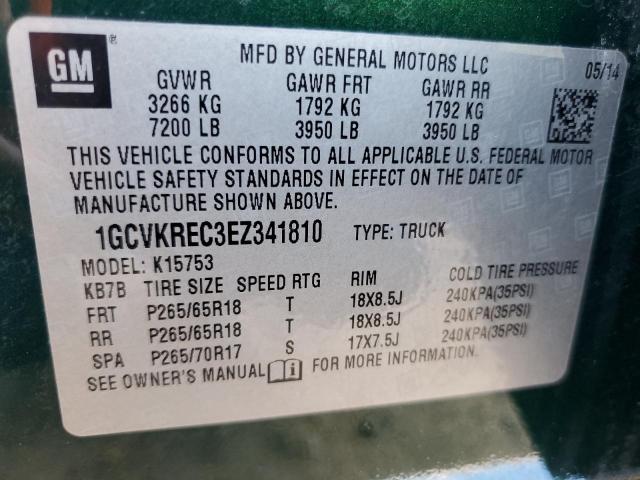 GM ®
MFD BY GENERAL MOTORS LLC 05/14
GVWR GAWR FRT GAWR RR
3266 KG 1792 KG 1792 KG
7200 LB 3950 LB 3950 LB
THIS VEHICLE CONFORMS TO ALL APPLICABLE U.S. FEDERAL MOTOR
VEHICLE SAFETY STANDARDS IN EFFECT ON THE DATE OF
MANUFACTURE SHOWN ABOVE.
1GCVKREC3EZ341810 TYPE: TRUCK
MODEL: K15753
KB7B TIRE SIZE SPEED RTG RIM COLD TIRE PRESSURE
FRT P265/65R18 T 18X8.5J 240KPA(35PSI)
RR P265/65R18 T 18X8.5J 240KPA(35PSI)
SPA P265/70R17 S 17X7.5J 240KPA(35PSI)
SEE OWNER'S MANUAL i FOR MORE INFORMATION.